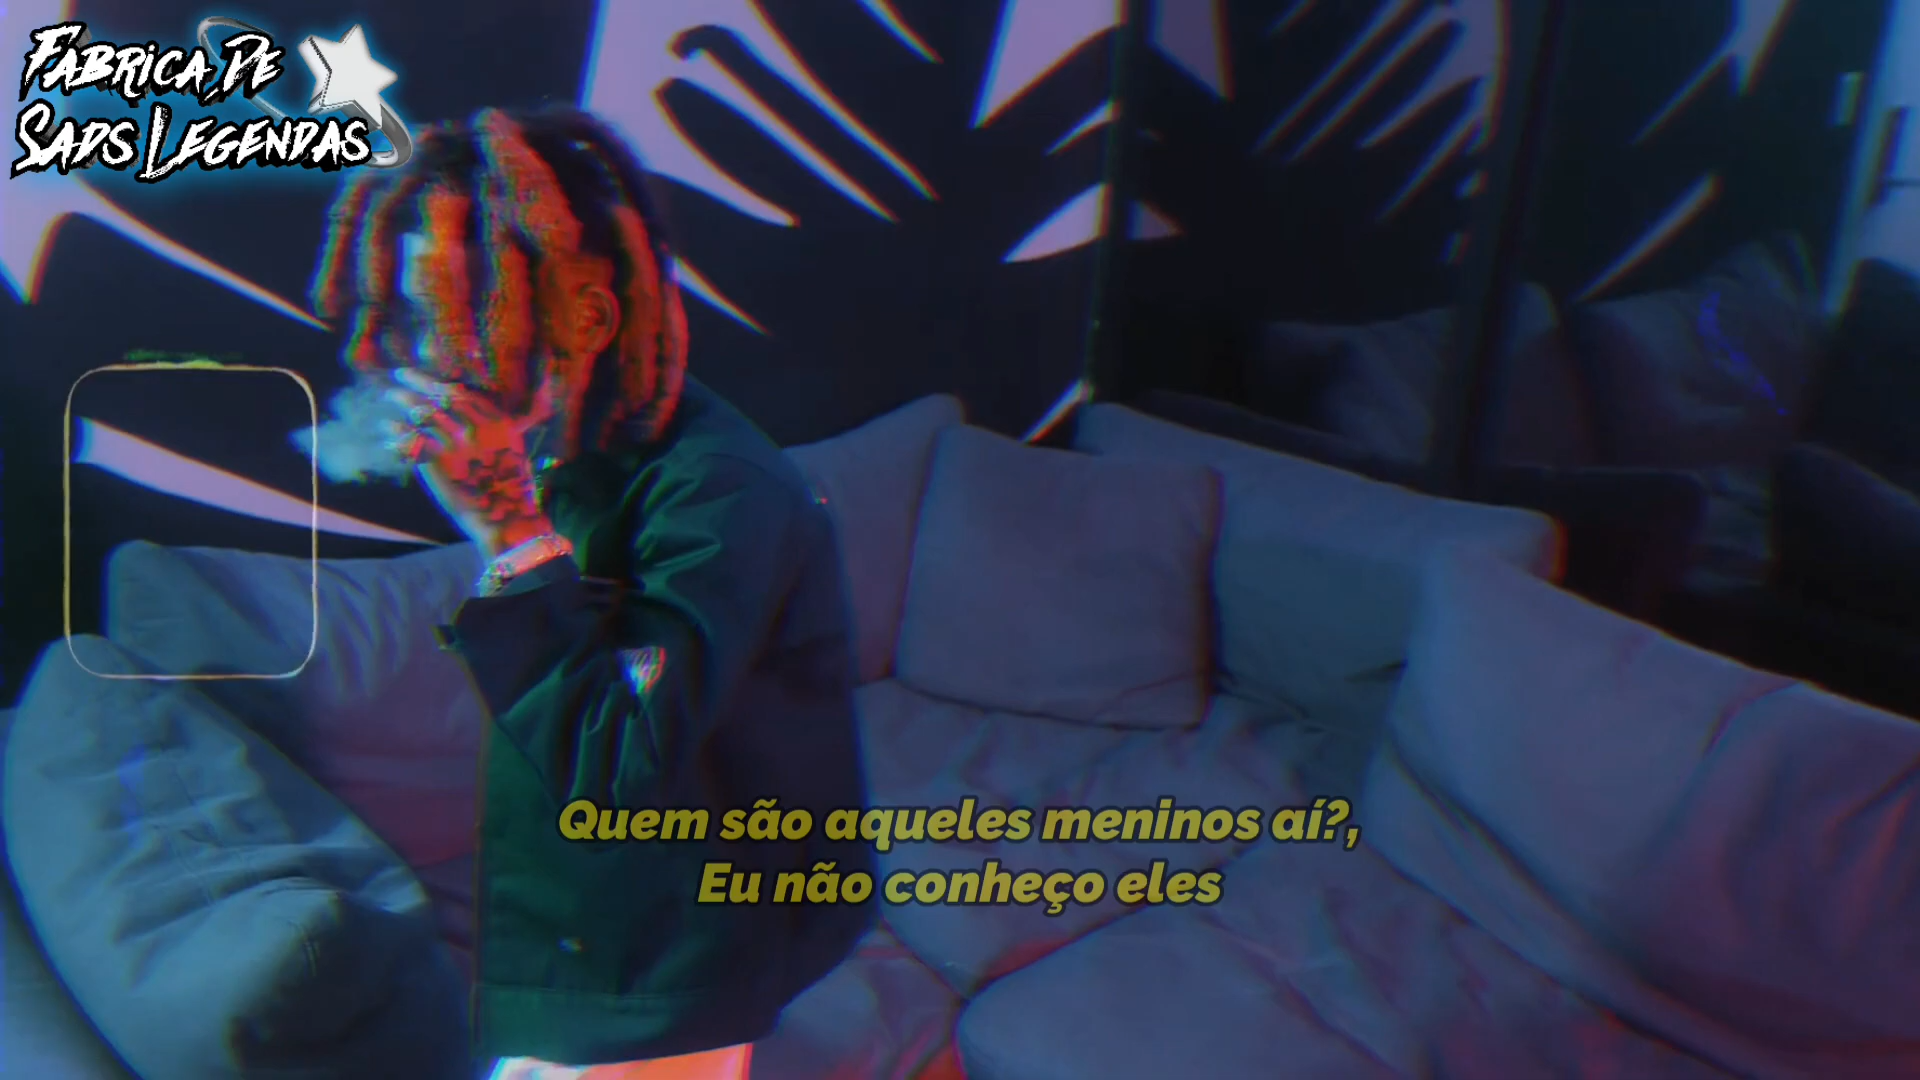 FABRICA DE
SADS LEGENDAS
Quem são aqueles meninos aí?,
Eu não conheço eles